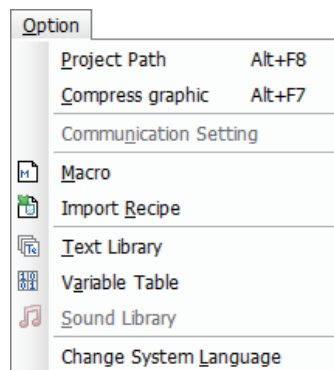 Option
Project Path Alt+F8
Compress graphic Alt+F7
Communication Setting
Macro
Import Recipe
Text Library
Variable Table
Sound Library
Change System Language